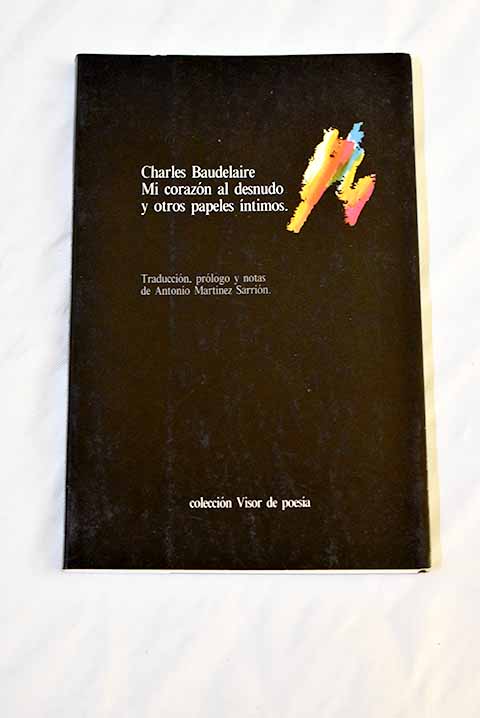 Charles Baudelaire
Mi corazón al desnudo
y otros papeles íntimos.
Traducción, prólogo y notas
de Antonio Martínez Sarrión.
colección Visor de poesía